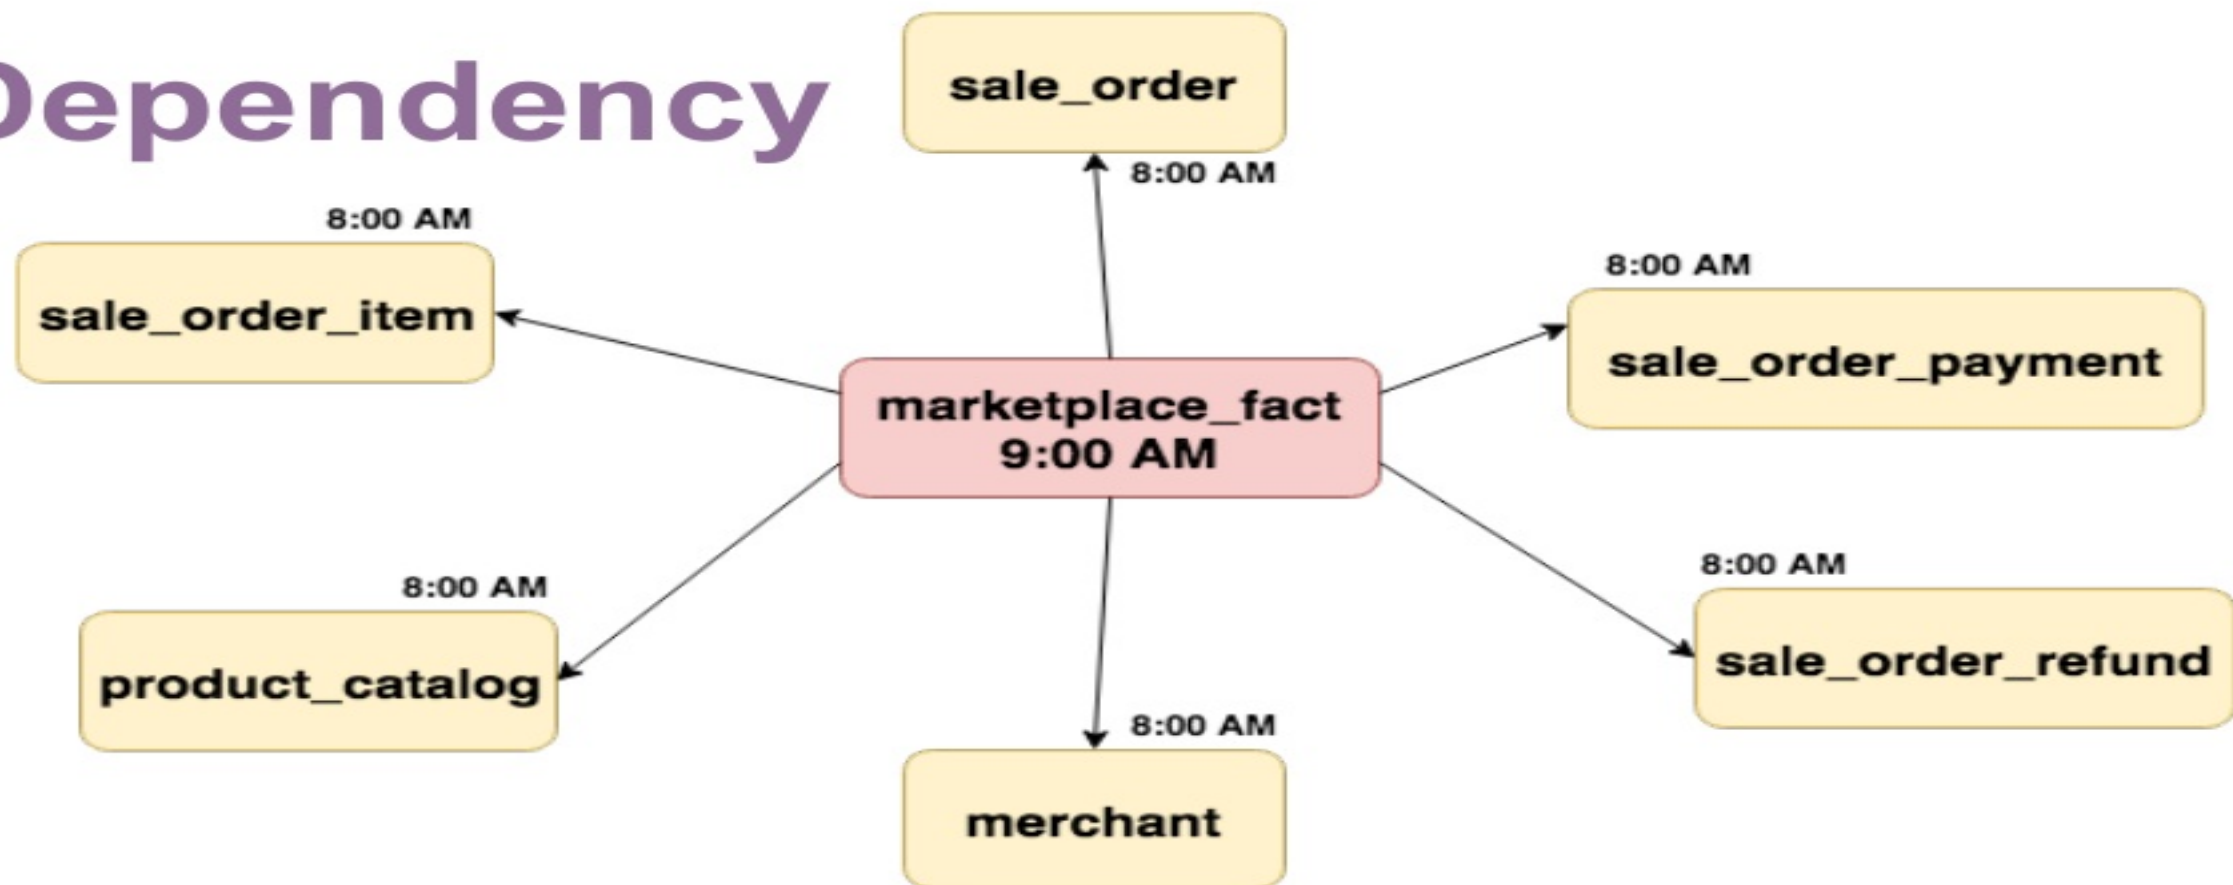 Dependency
sale_order
8:00 AM
8:00 AM
sale_order_item
8:00 AM
sale_order_payment
marketplace_fact
9:00 AM
8:00 AM
product_catalog
8:00 AM
sale_order_refund
8:00 AM
merchant